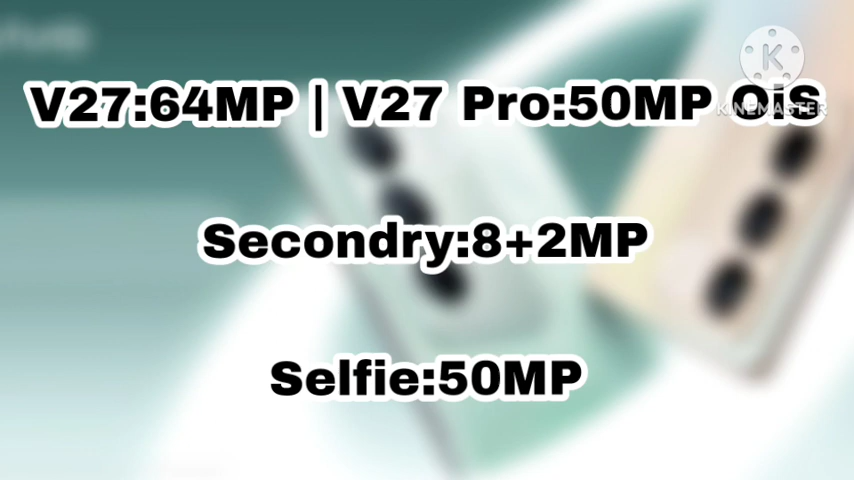 V27:64MP | V27 Pro:50MP OIS
KINEMASTER
Secondry:8+2MP
Selfie:50MP